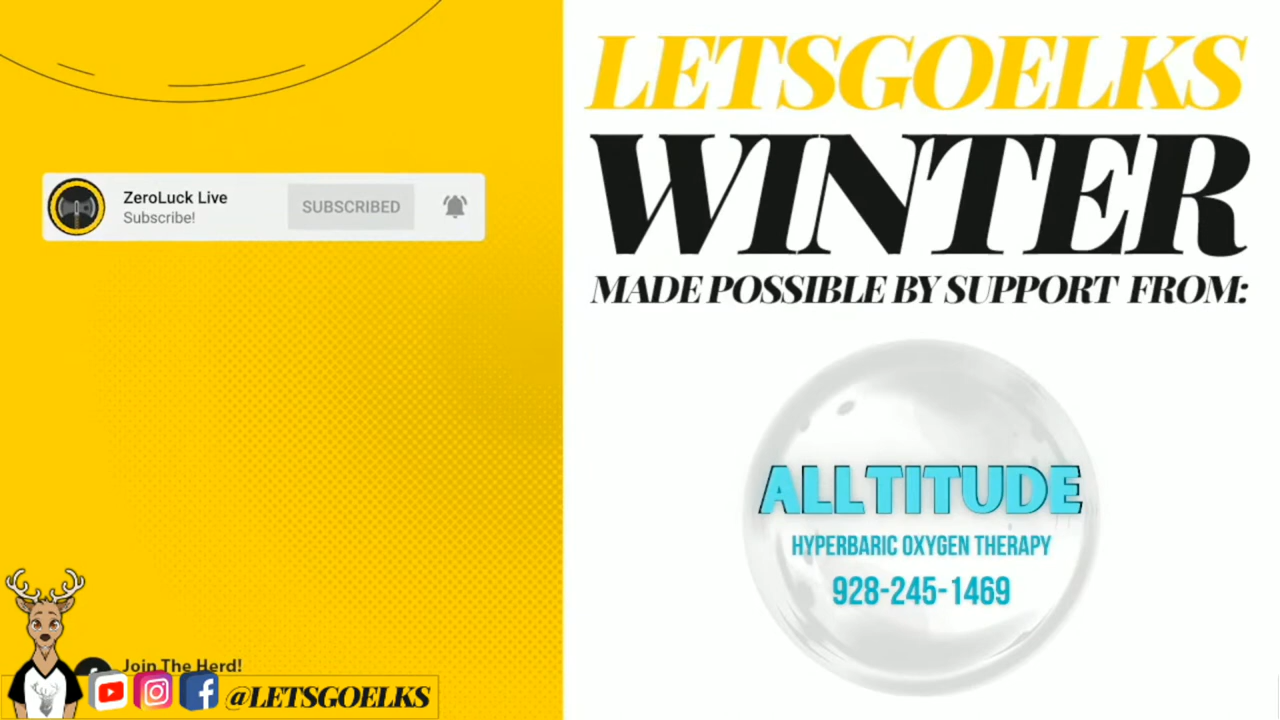 LETSGOELKS
WINTER
MADE POSSIBLE BY SUPPORT FROM:
ZeroLuck Live
Subscribe!
SUBSCRIBED
ALLTITUDE
HYPERBARIC OXYGEN THERAPY
928-245-1469
Join The Herd!
@LETSGOELKS